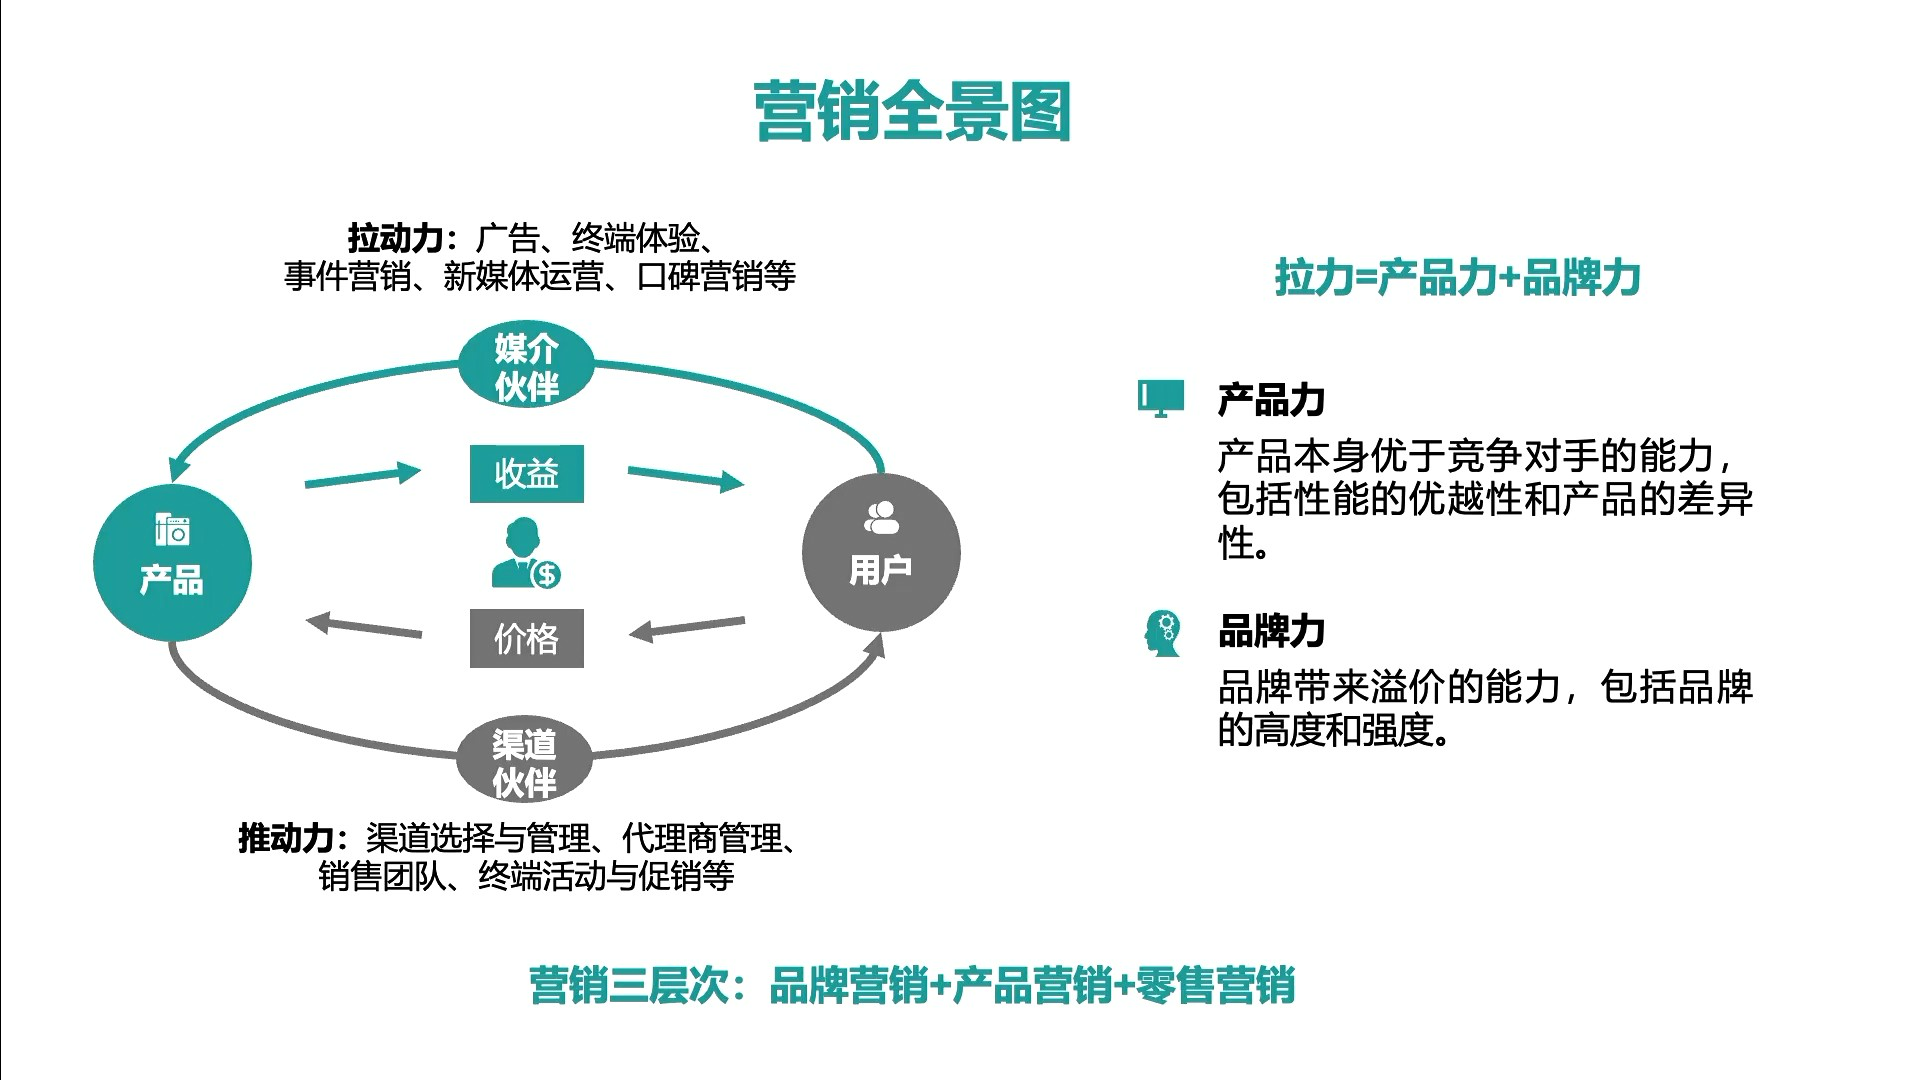 营销全景图
拉动力：广告、终端体验、
事件营销、新媒体运营、口碑营销等
媒介
伙伴
收益
产品
用户
$
价格
渠道
伙伴
推动力：渠道选择与管理、代理商管理、
销售团队、终端活动与促销等
拉力=产品力+品牌力
产品力
产品本身优于竞争对手的能力，
包括性能的优越性和产品的差异
性。
品牌力
品牌带来溢价的能力，包括品牌
的高度和强度。
营销三层次：品牌营销+产品营销+零售营销